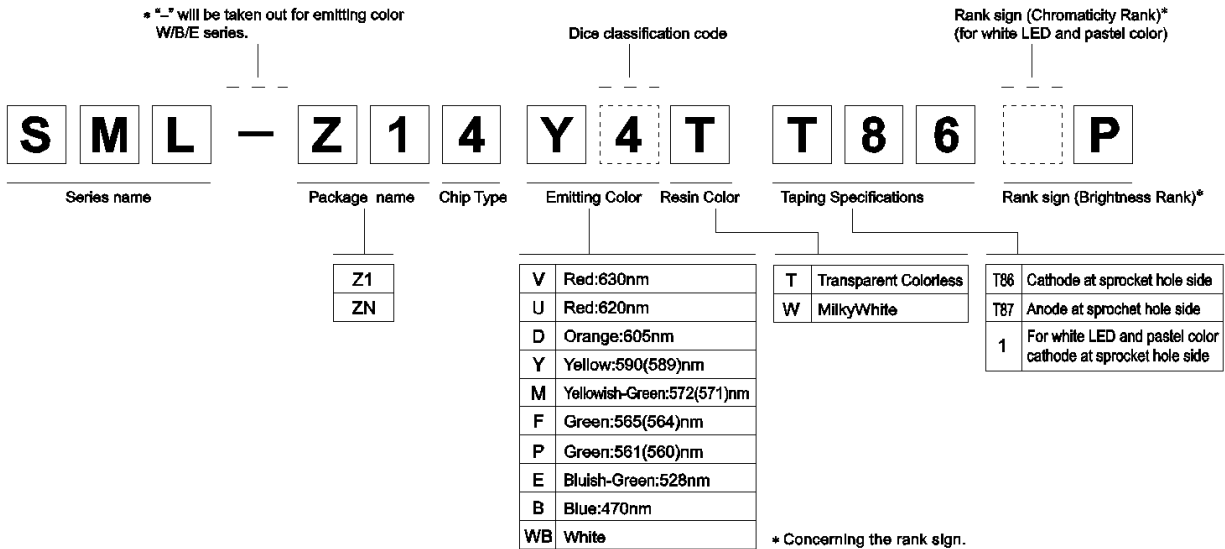 * "–" will be taken out for emitting color
W/B/E series.
Dice classification code
Rank sign (Chromaticity Rank)*
(for white LED and pastel color)
S M L – Z 1 4 Y 4 T T 8 6 P
Series name
Package name
Chip Type
Emitting Color
Resin Color
Taping Specifications
Rank sign (Brightness Rank)*
Z1
ZN
V Red:630nm
U Red:620nm
D Orange:605nm
Y Yellow:590(589)nm
M Yellowish-Green:572(571)nm
F Green:565(564)nm
P Green:561(560)nm
E Bluish-Green:528nm
B Blue:470nm
WB White
T Transparent Colorless
W MilkyWhite
T86 Cathode at sprocket hole side
T87 Anode at sprochet hole side
1 For white LED and pastel color
cathode at sprocket hole side
* Concerning the rank sign.